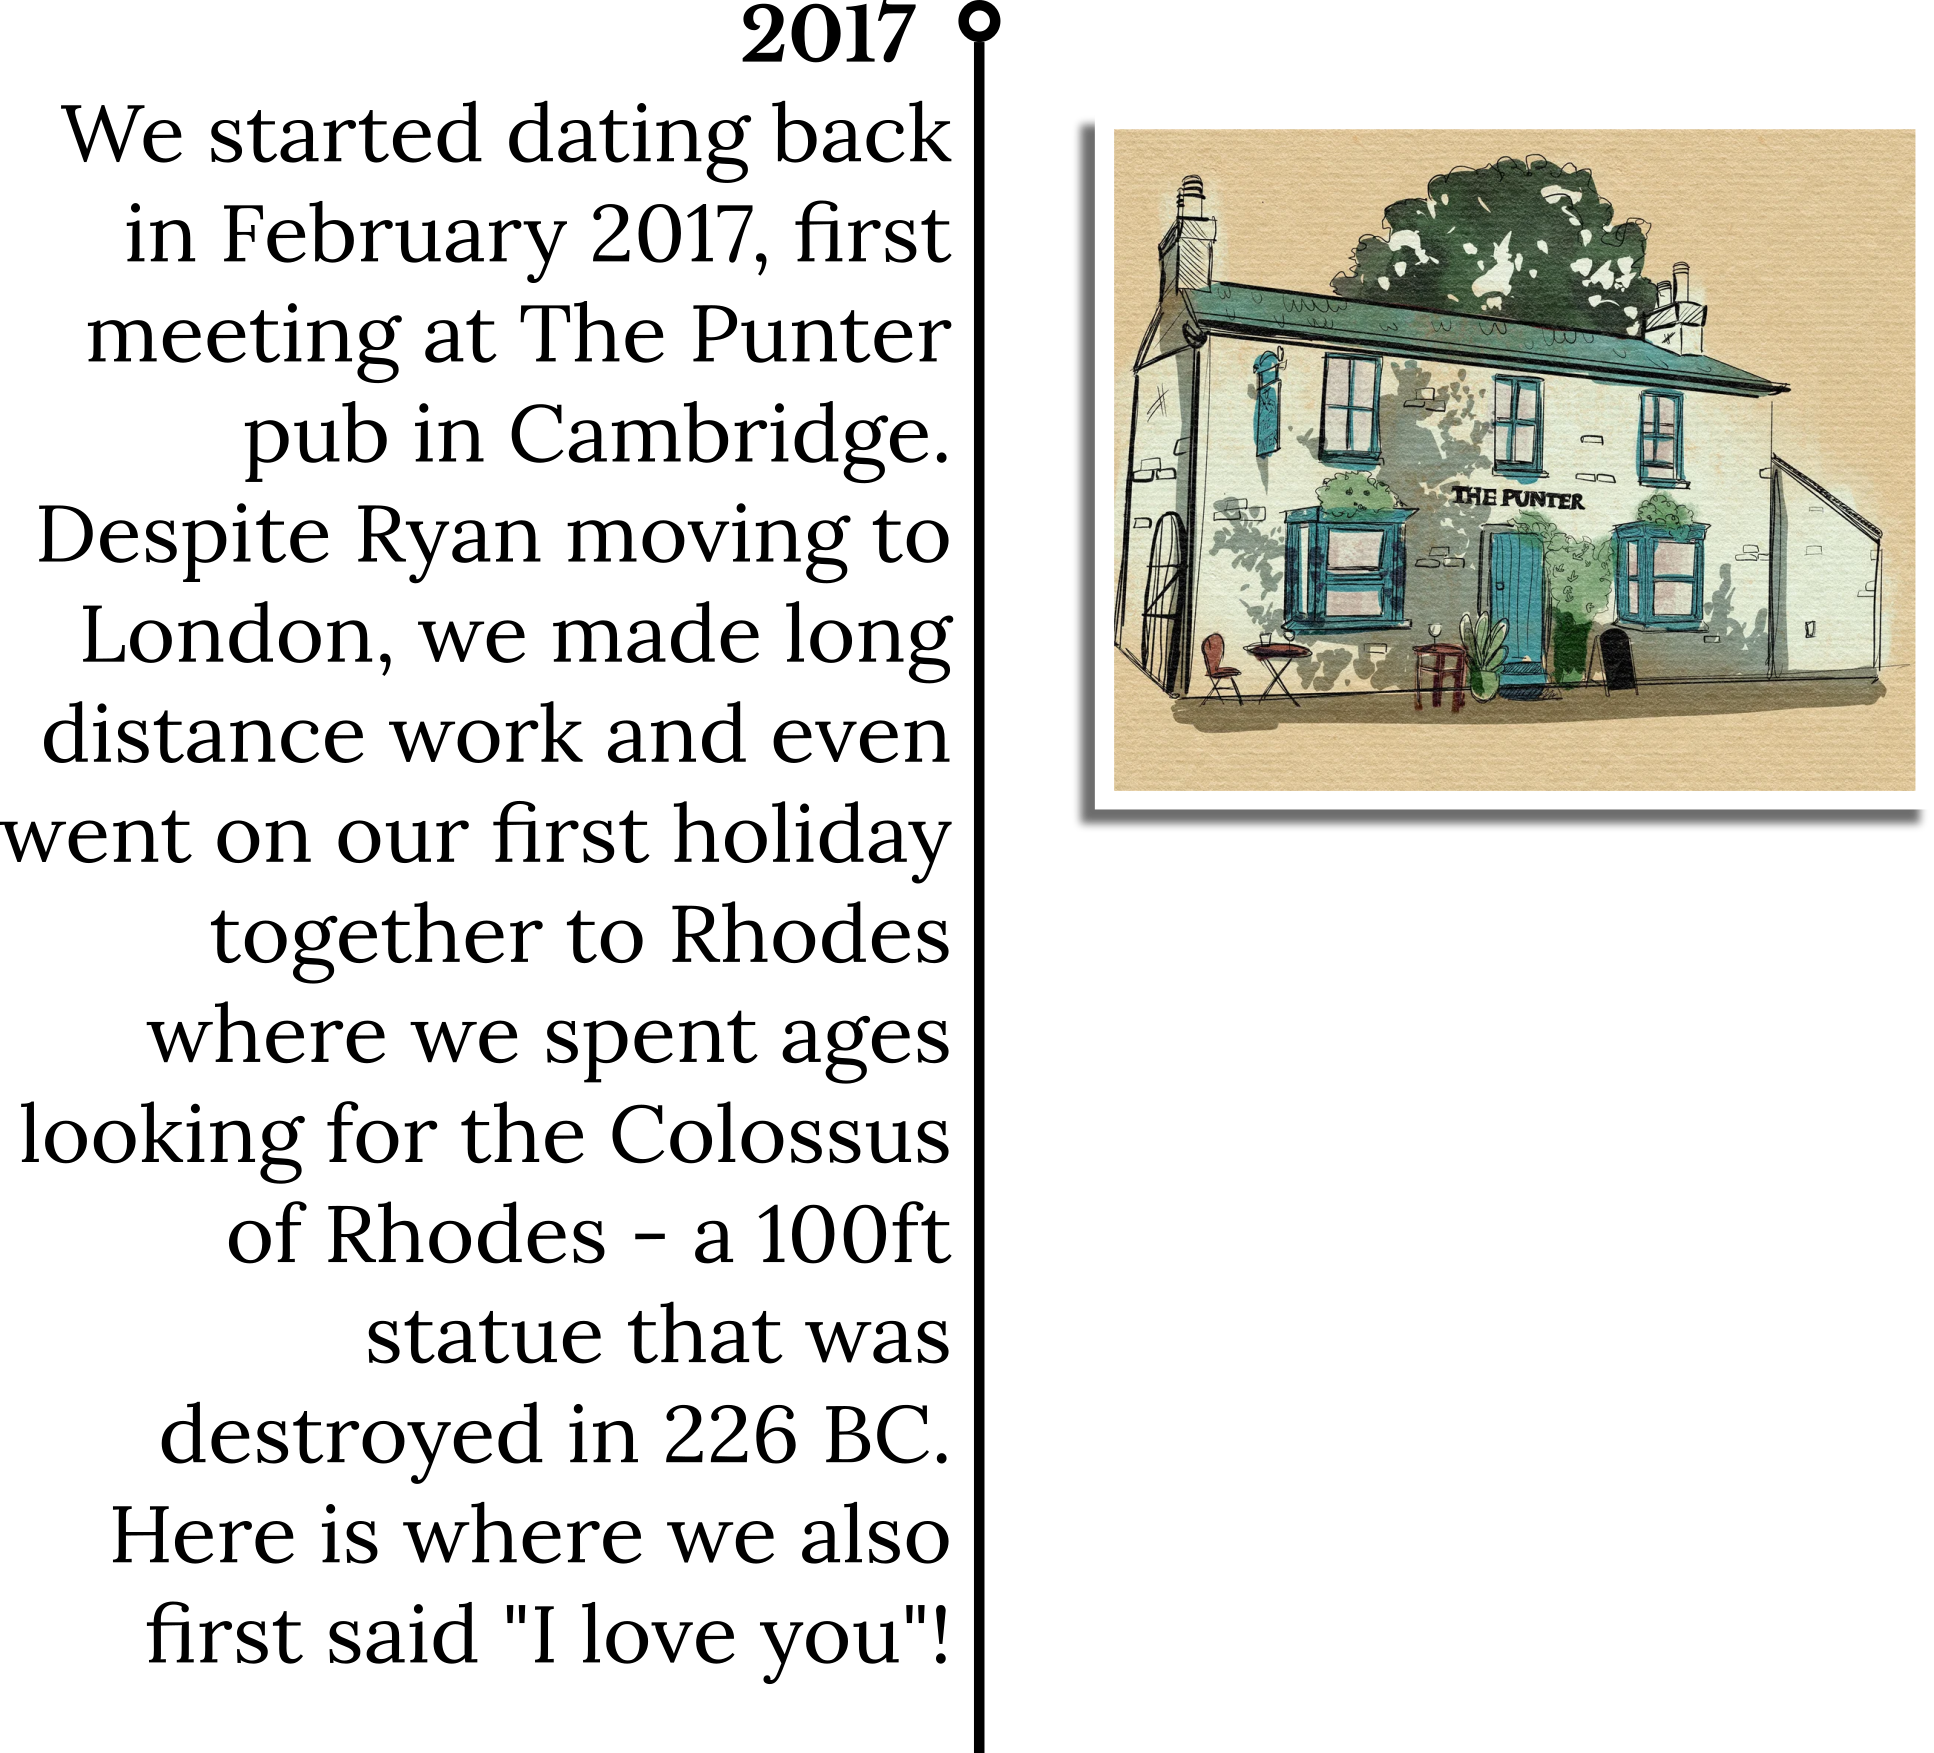 2017
We started dating back
in February 2017, first
meeting at The Punter
pub in Cambridge.
Despite Ryan moving to
London, we made long
distance work and even
went on our first holiday
together to Rhodes
where we spent ages
looking for the Colossus
of Rhodes - a 100ft
statue that was
destroyed in 226 BC.
Here is where we also
first said "I love you"!
THE PUNTER